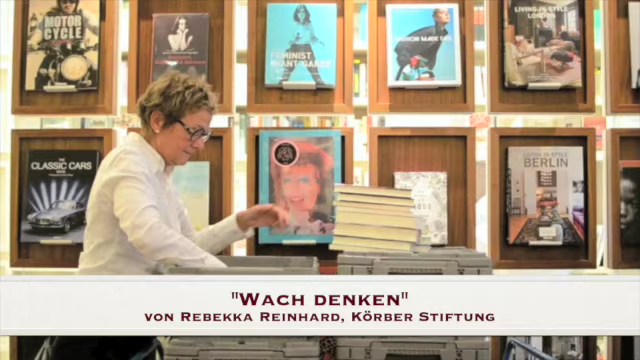 MOTOR
CYCLE
FEMINIST
AVANT-GARDE
LIVING IN STYLE
LONDON
THE
CLASSIC CARS
BOOK
LIVING IN STYLE
BERLIN
"Wach denken"
von Rebekka Reinhard, Körber Stiftung